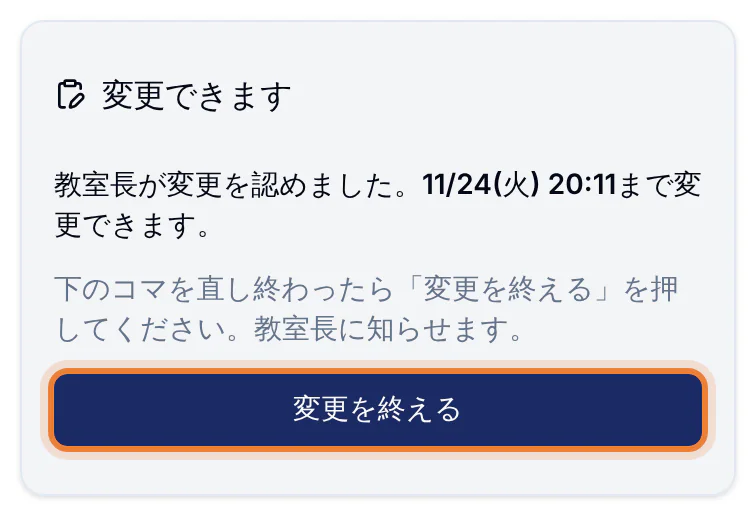 変更できます
教室長が変更を認めました。11/24(火) 20:11まで変
更できます。
下のコマを直し終わったら「変更を終える」を押
してください。教室長に知らせます。
変更を終える